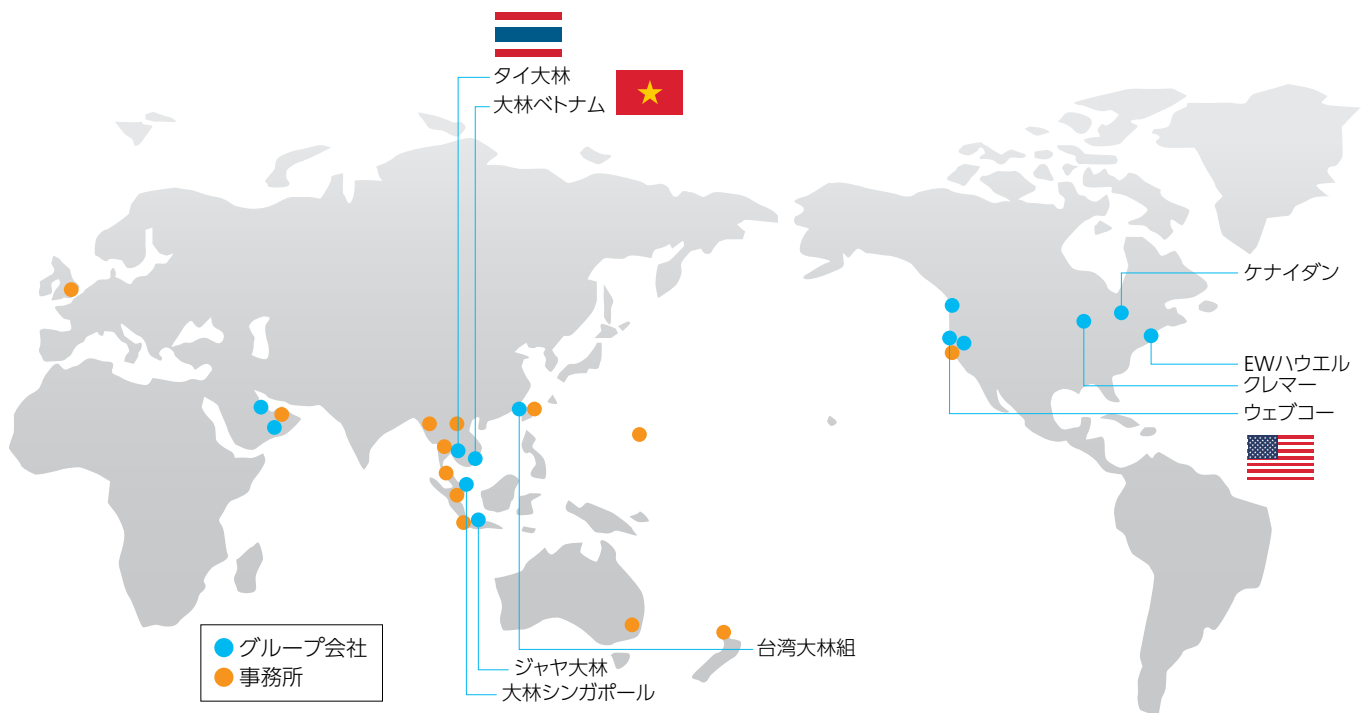 タイ大林
大林ベトナム
ケナイダン
EWハウエル
クレマー
ウェブコー
台湾大林組
ジャヤ大林
大林シンガポール
グループ会社
事務所